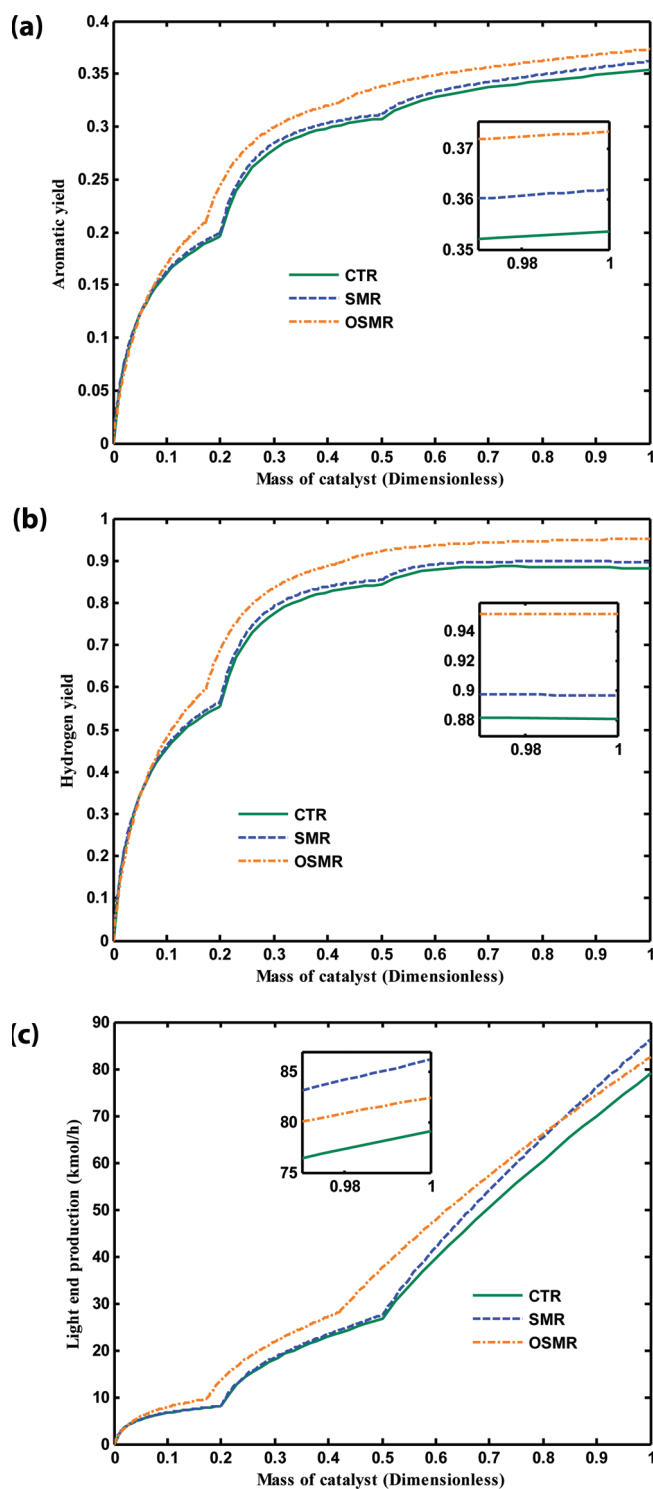 (a)
0.4
0.35
0.3
0.25
0.2
0.15
0.1
0.05
0
Aromatic yield
0.37
0.36
0.35
0.98 1
CTR
SMR
OSMR
0 0.1 0.2 0.3 0.4 0.5 0.6 0.7 0.8 0.9 1
Mass of catalyst (Dimensionless)
(b)
1
0.9
0.8
0.7
0.6
0.5
0.4
0.3
0.2
0.1
0
Hydrogen yield
0.94
0.92
0.9
0.88
0.98 1
CTR
SMR
OSMR
0 0.1 0.2 0.3 0.4 0.5 0.6 0.7 0.8 0.9 1
Mass of catalyst (Dimensionless)
(c)
90
80
70
60
50
40
30
20
10
0
Light end production (kmol/h)
85
80
75
0.98 1
CTR
SMR
OSMR
0 0.1 0.2 0.3 0.4 0.5 0.6 0.7 0.8 0.9 1
Mass of catalyst (Dimensionless)